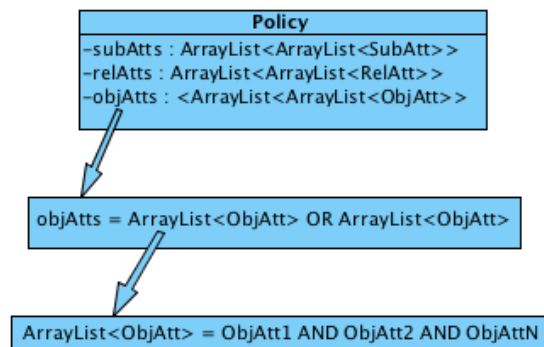 Policy
-subAtts : ArrayList<ArrayList<SubAtt>>
-relAtts : ArrayList<ArrayList<RelAtt>>
-objAtts : <ArrayList<ArrayList<ObjAtt>>
objAtts = ArrayList<ObjAtt> OR ArrayList<ObjAtt>
ArrayList<ObjAtt> = ObjAtt1 AND ObjAtt2 AND ObjAttN